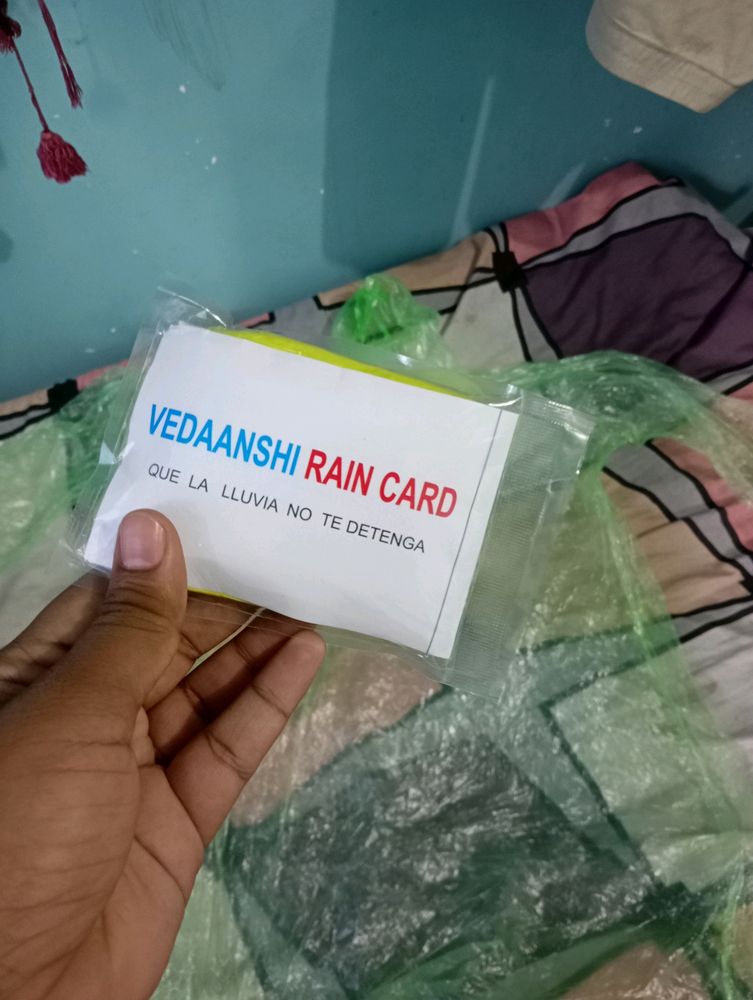 VEDAANSHI RAIN CARD
QUE LA LLUVIA NO TE DETENGA